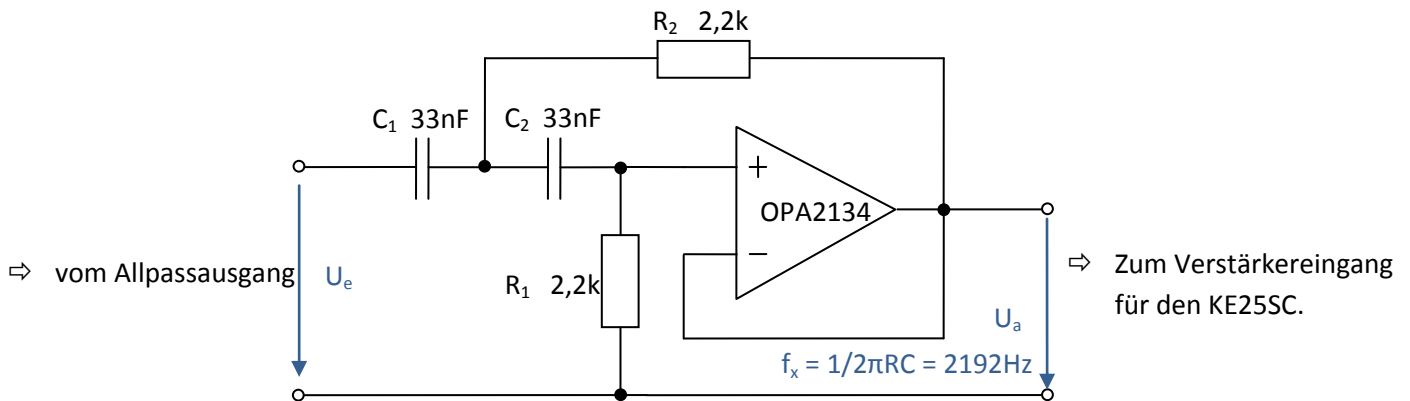 R₂ 2,2k
C₁ 33nF
C₂ 33nF
+
OPA2134
⇨ vom Allpassausgang
Uₑ
−
⇨ Zum Verstärkereingang
für den KE25SC.
R₁ 2,2k
Uₐ
fₓ = 1/2πRC = 2192Hz